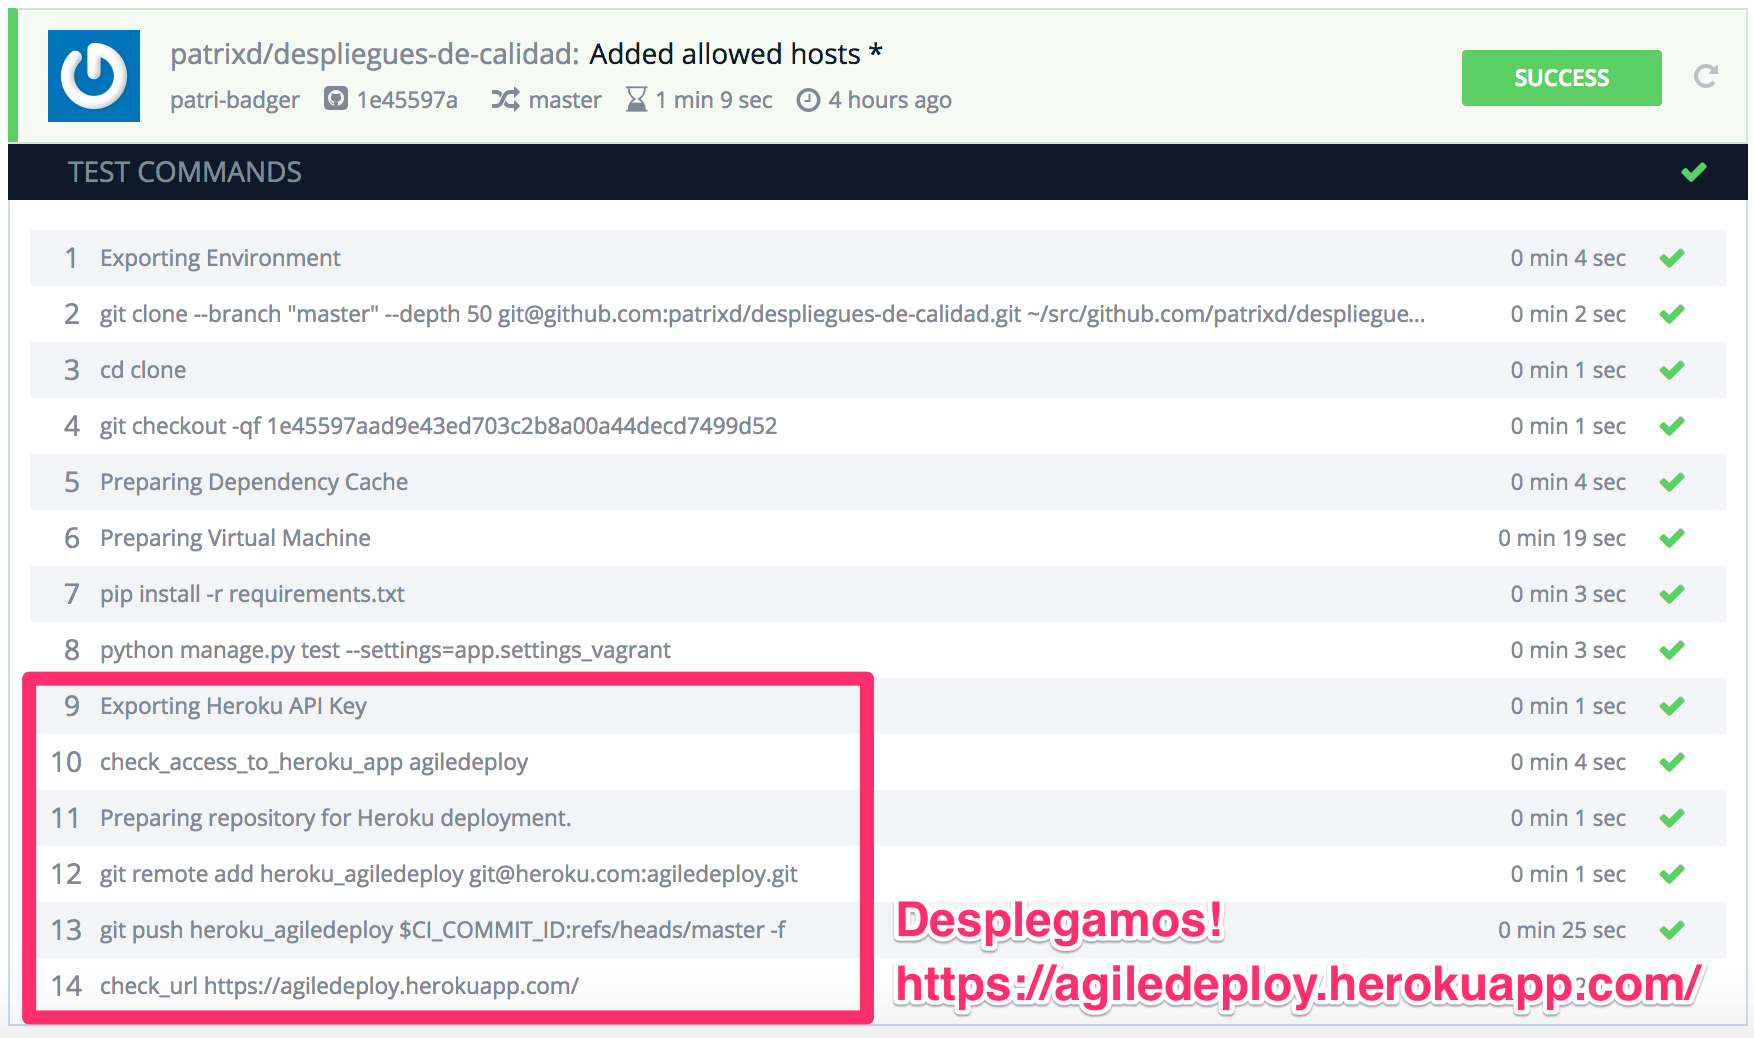 patrixd/despliegues-de-calidad: Added allowed hosts *
patri-badger 1e45597a master 1 min 9 sec 4 hours ago
SUCCESS
TEST COMMANDS
1 Exporting Environment 0 min 4 sec
2 git clone --branch "master" --depth 50 git@github.com:patrixd/despliegues-de-calidad.git ~/src/github.com/patrixd/despliegue... 0 min 2 sec
3 cd clone 0 min 1 sec
4 git checkout -qf 1e45597aad9e43ed703c2b8a00a44decd7499d52 0 min 1 sec
5 Preparing Dependency Cache 0 min 4 sec
6 Preparing Virtual Machine 0 min 19 sec
7 pip install -r requirements.txt 0 min 3 sec
8 python manage.py test --settings=app.settings_vagrant 0 min 3 sec
9 Exporting Heroku API Key 0 min 1 sec
10 check_access_to_heroku_app agiledeploy 0 min 4 sec
11 Preparing repository for Heroku deployment. 0 min 1 sec
12 git remote add heroku_agiledeploy git@heroku.com:agiledeploy.git 0 min 1 sec
13 git push heroku_agiledeploy $CI_COMMIT_ID:refs/heads/master -f 0 min 25 sec
14 check_url https://agiledeploy.herokuapp.com/
Desplegamos!
https://agiledeploy.herokuapp.com/